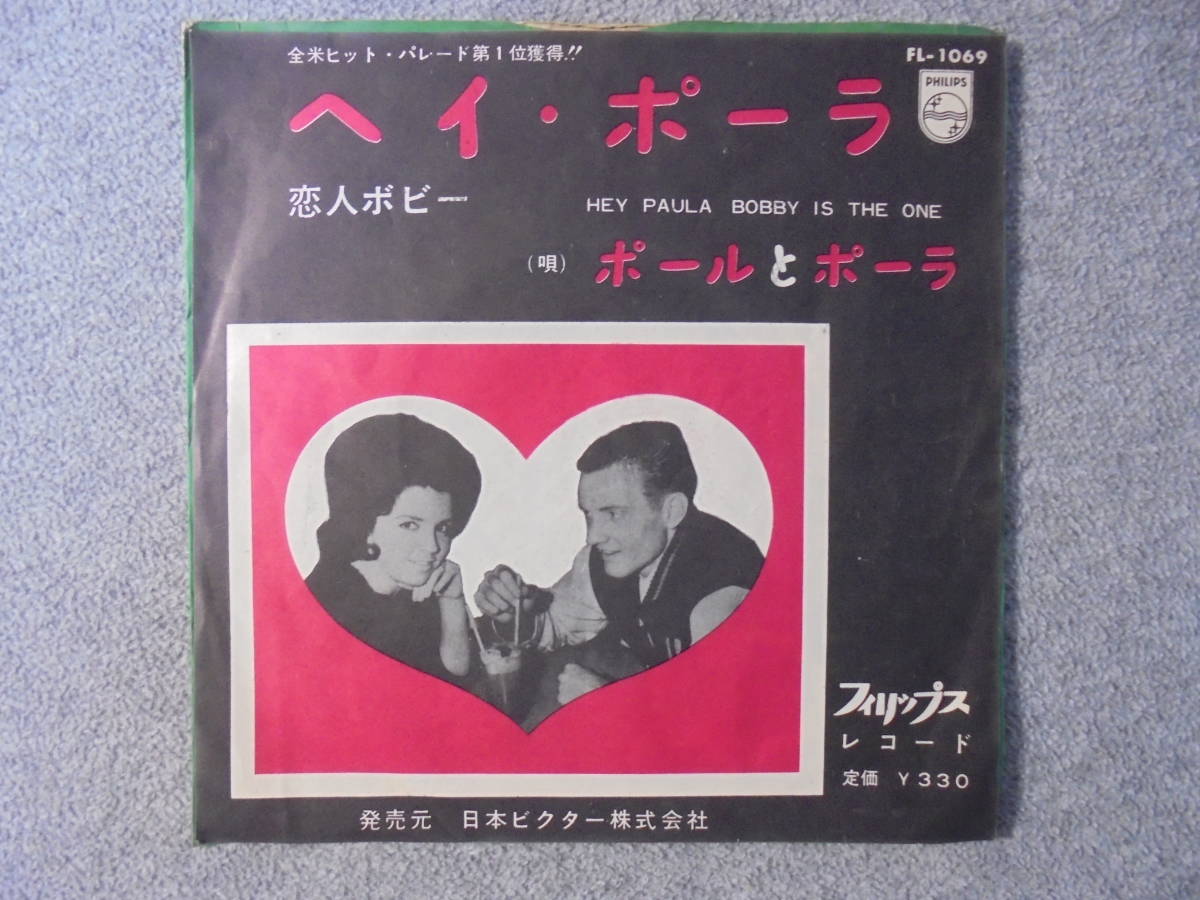 全米ヒット・パレード第1位獲得!!
FL-1069
PHILIPS
ヘイ・ポーラ
恋人ボビー
HEY PAULA BOBBY IS THE ONE
(唄) ポールとポーラ
フィリップス
レコード
定価 ¥330
発売元 日本ビクター株式会社